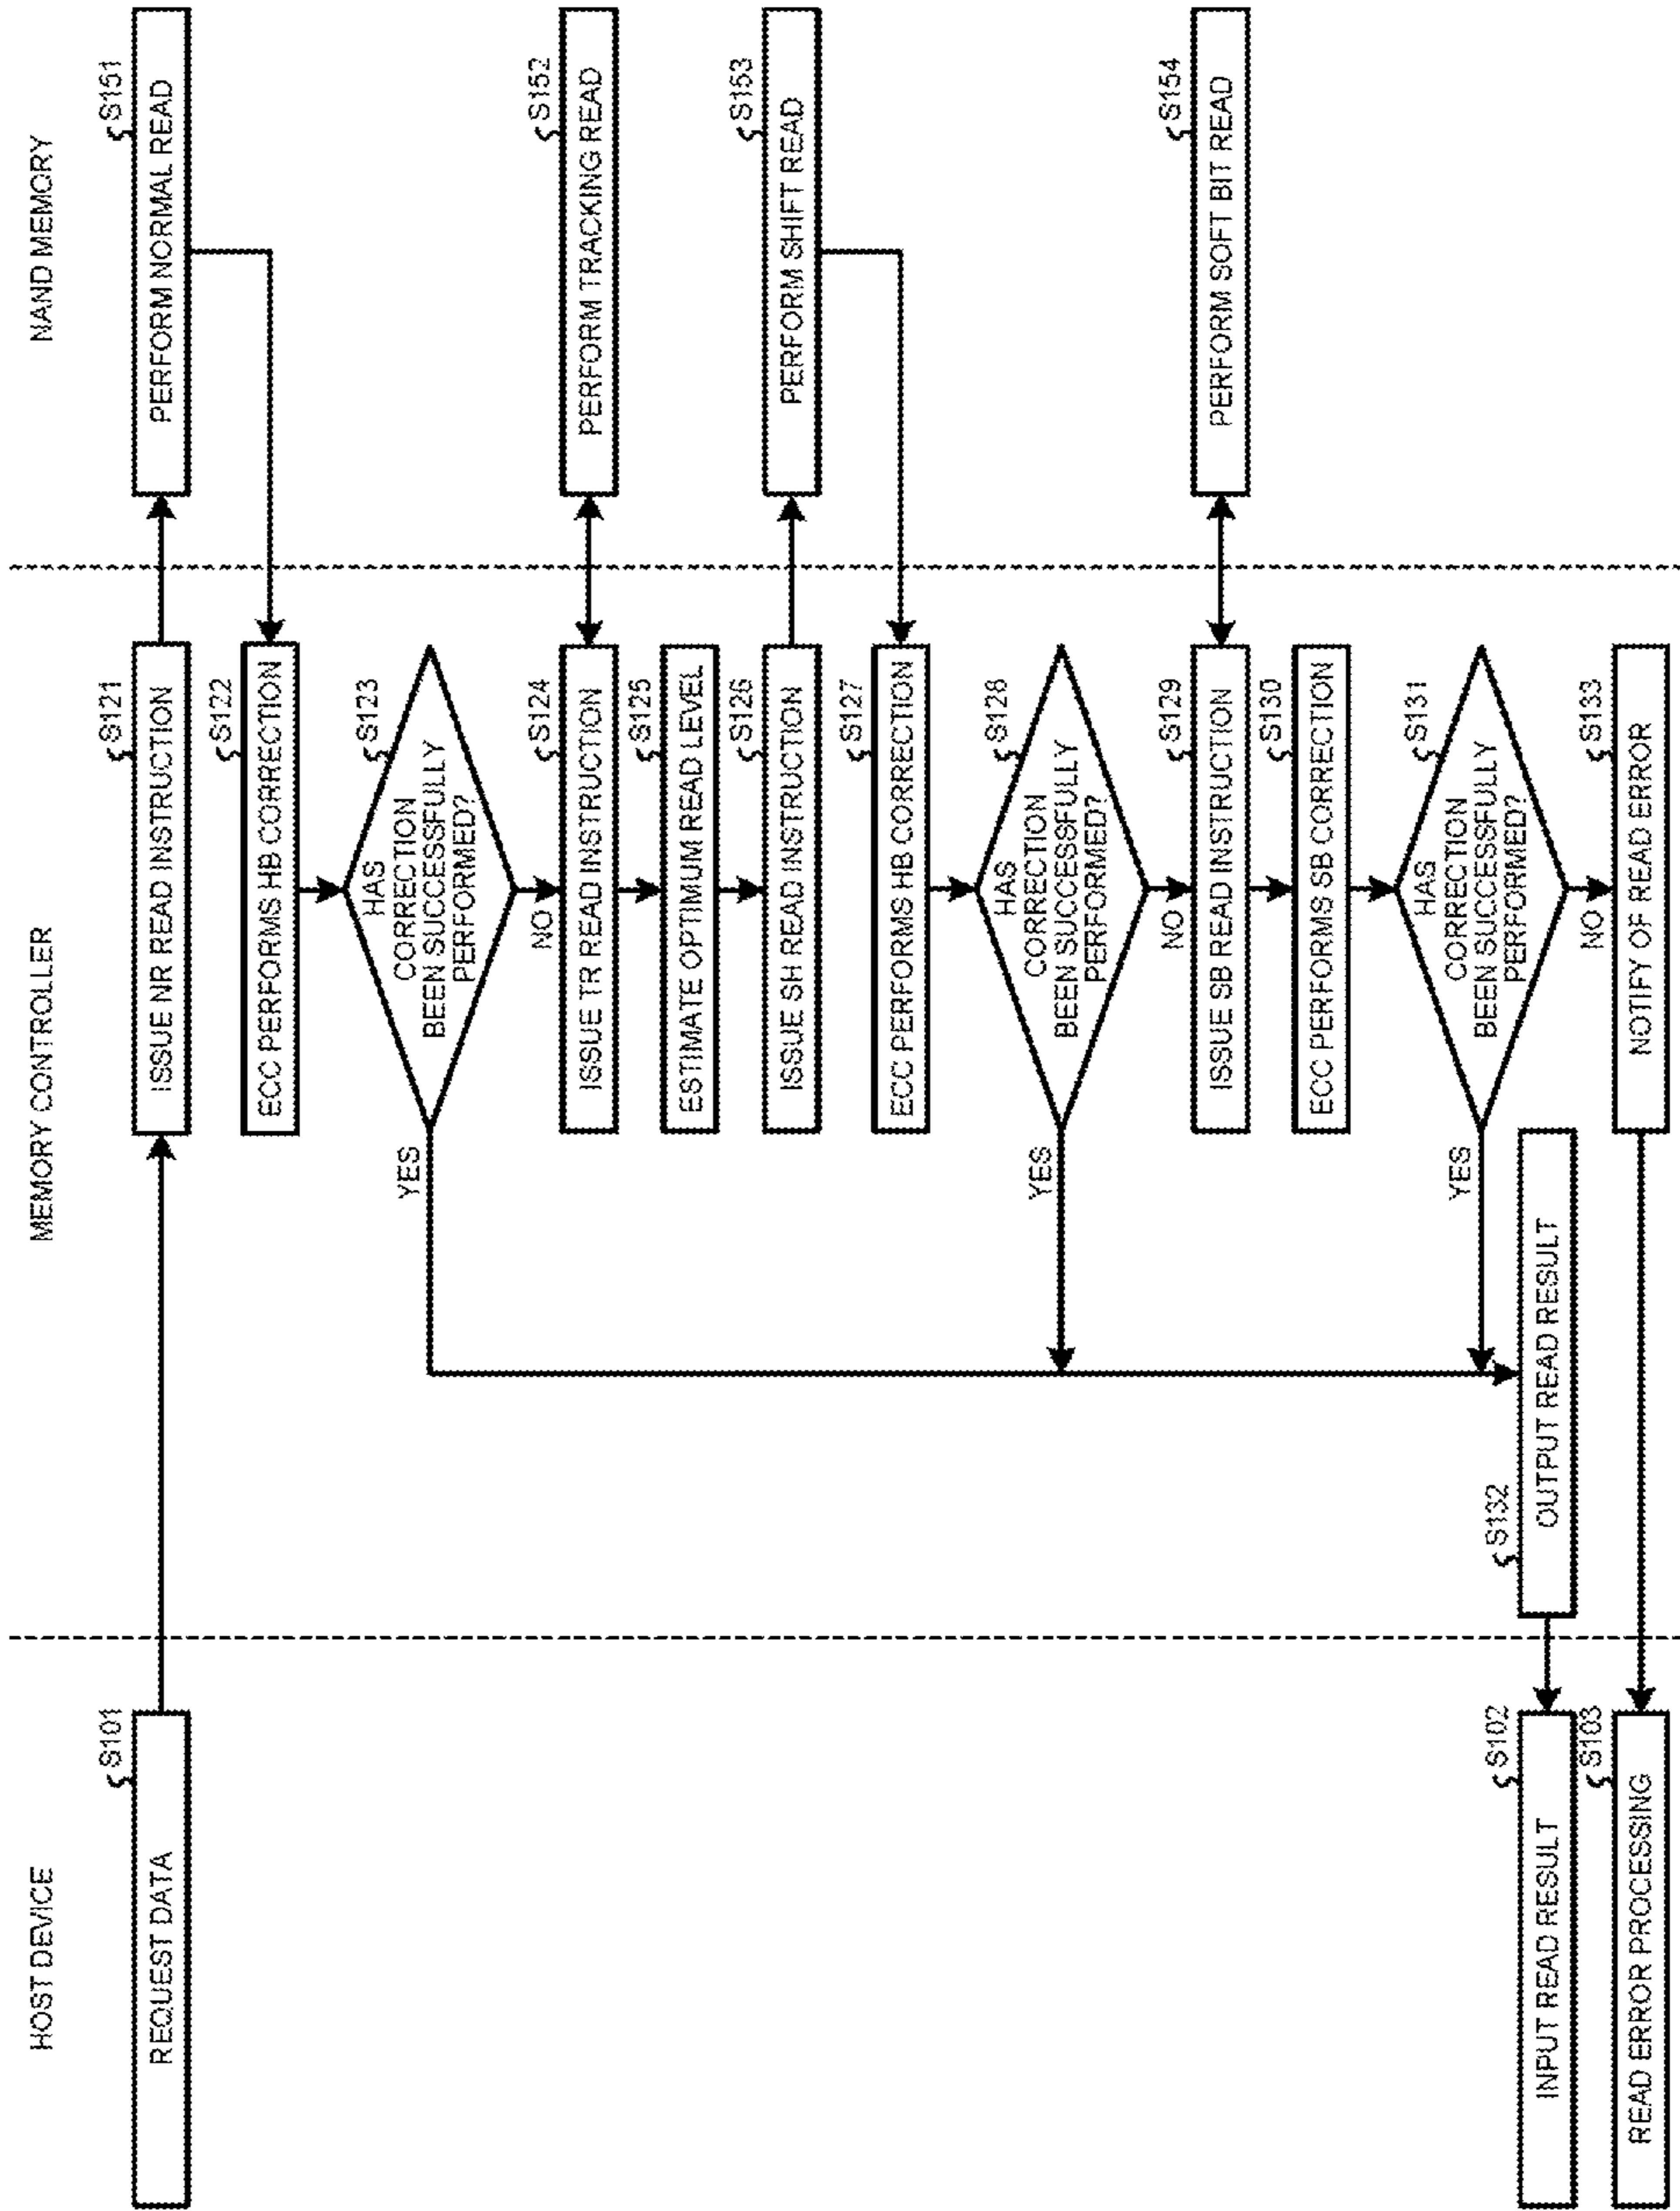 HOST DEVICE
MEMORY CONTROLLER
NAND MEMORY
S101
REQUEST DATA
S121
ISSUE NR READ INSTRUCTION
S151
PERFORM NORMAL READ
S122
ECC PERFORMS HB CORRECTION
S123
HAS
CORRECTION
BEEN SUCCESSFULLY
PERFORMED?
YES
NO
S124
ISSUE TR READ INSTRUCTION
S152
PERFORM TRACKING READ
S125
ESTIMATE OPTIMUM READ LEVEL
S126
ISSUE SH READ INSTRUCTION
S153
PERFORM SHIFT READ
S127
ECC PERFORMS HB CORRECTION
S128
HAS
CORRECTION
BEEN SUCCESSFULLY
PERFORMED?
YES
NO
S129
ISSUE SB READ INSTRUCTION
S154
PERFORM SOFT BIT READ
S130
ECC PERFORMS SB CORRECTION
S131
HAS
CORRECTION
BEEN SUCCESSFULLY
PERFORMED?
YES
NO
S132
OUTPUT READ RESULT
S102
INPUT READ RESULT
S133
NOTIFY OF READ ERROR
S103
READ ERROR PROCESSING